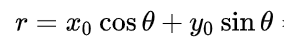 r = x₀ cos θ + y₀ sin θ =